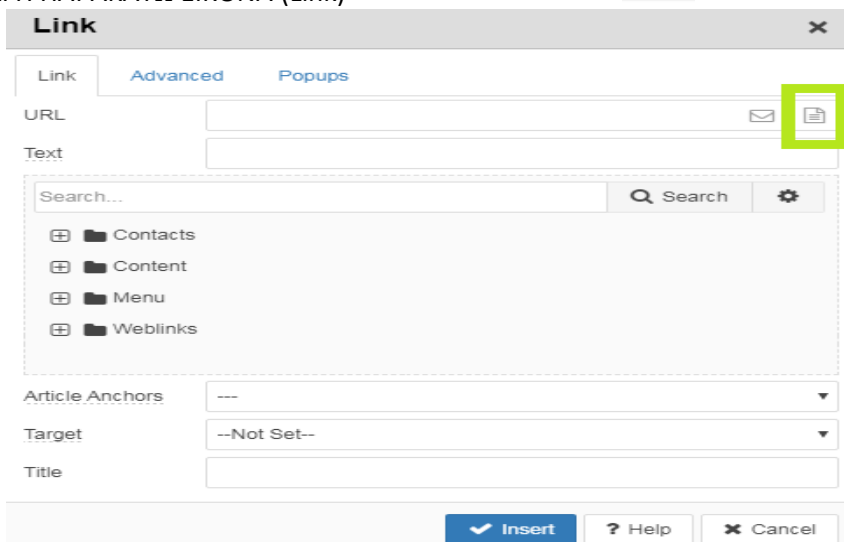 (Link)
Link
Link Advanced Popups
URL
Text
Search... Search
Contacts
Content
Menu
Weblinks
Article Anchors ---
Target --Not Set--
Title
Insert ? Help Cancel